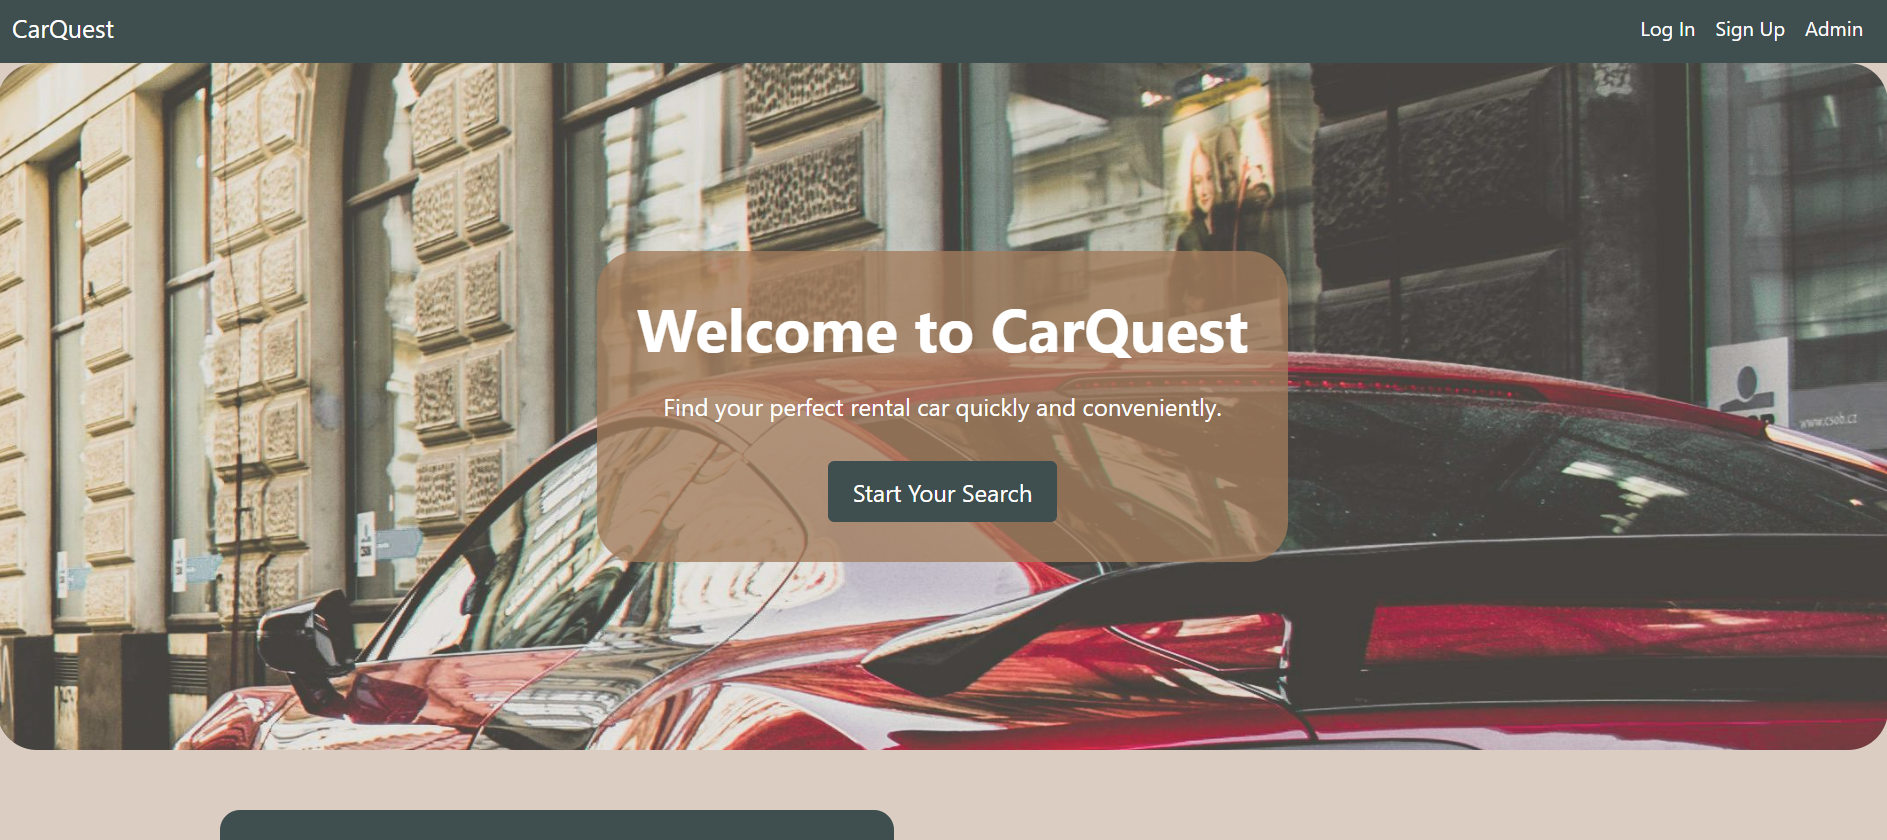 CarQuest
Log In
Sign Up
Admin
Welcome to CarQuest
Find your perfect rental car quickly and conveniently.
Start Your Search
www.csob.cz